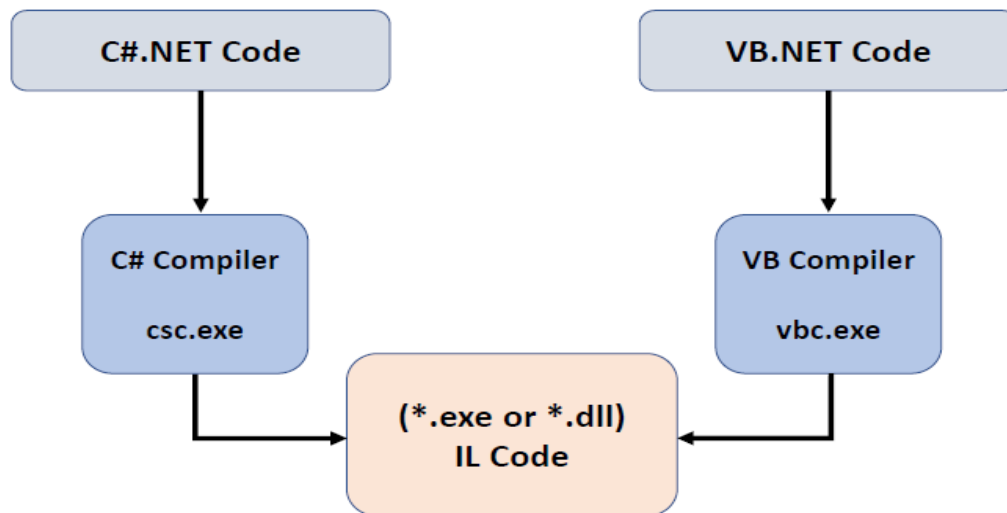 C#.NET Code
VB.NET Code
C# Compiler
csc.exe
VB Compiler
vbc.exe
(*.exe or *.dll)
IL Code